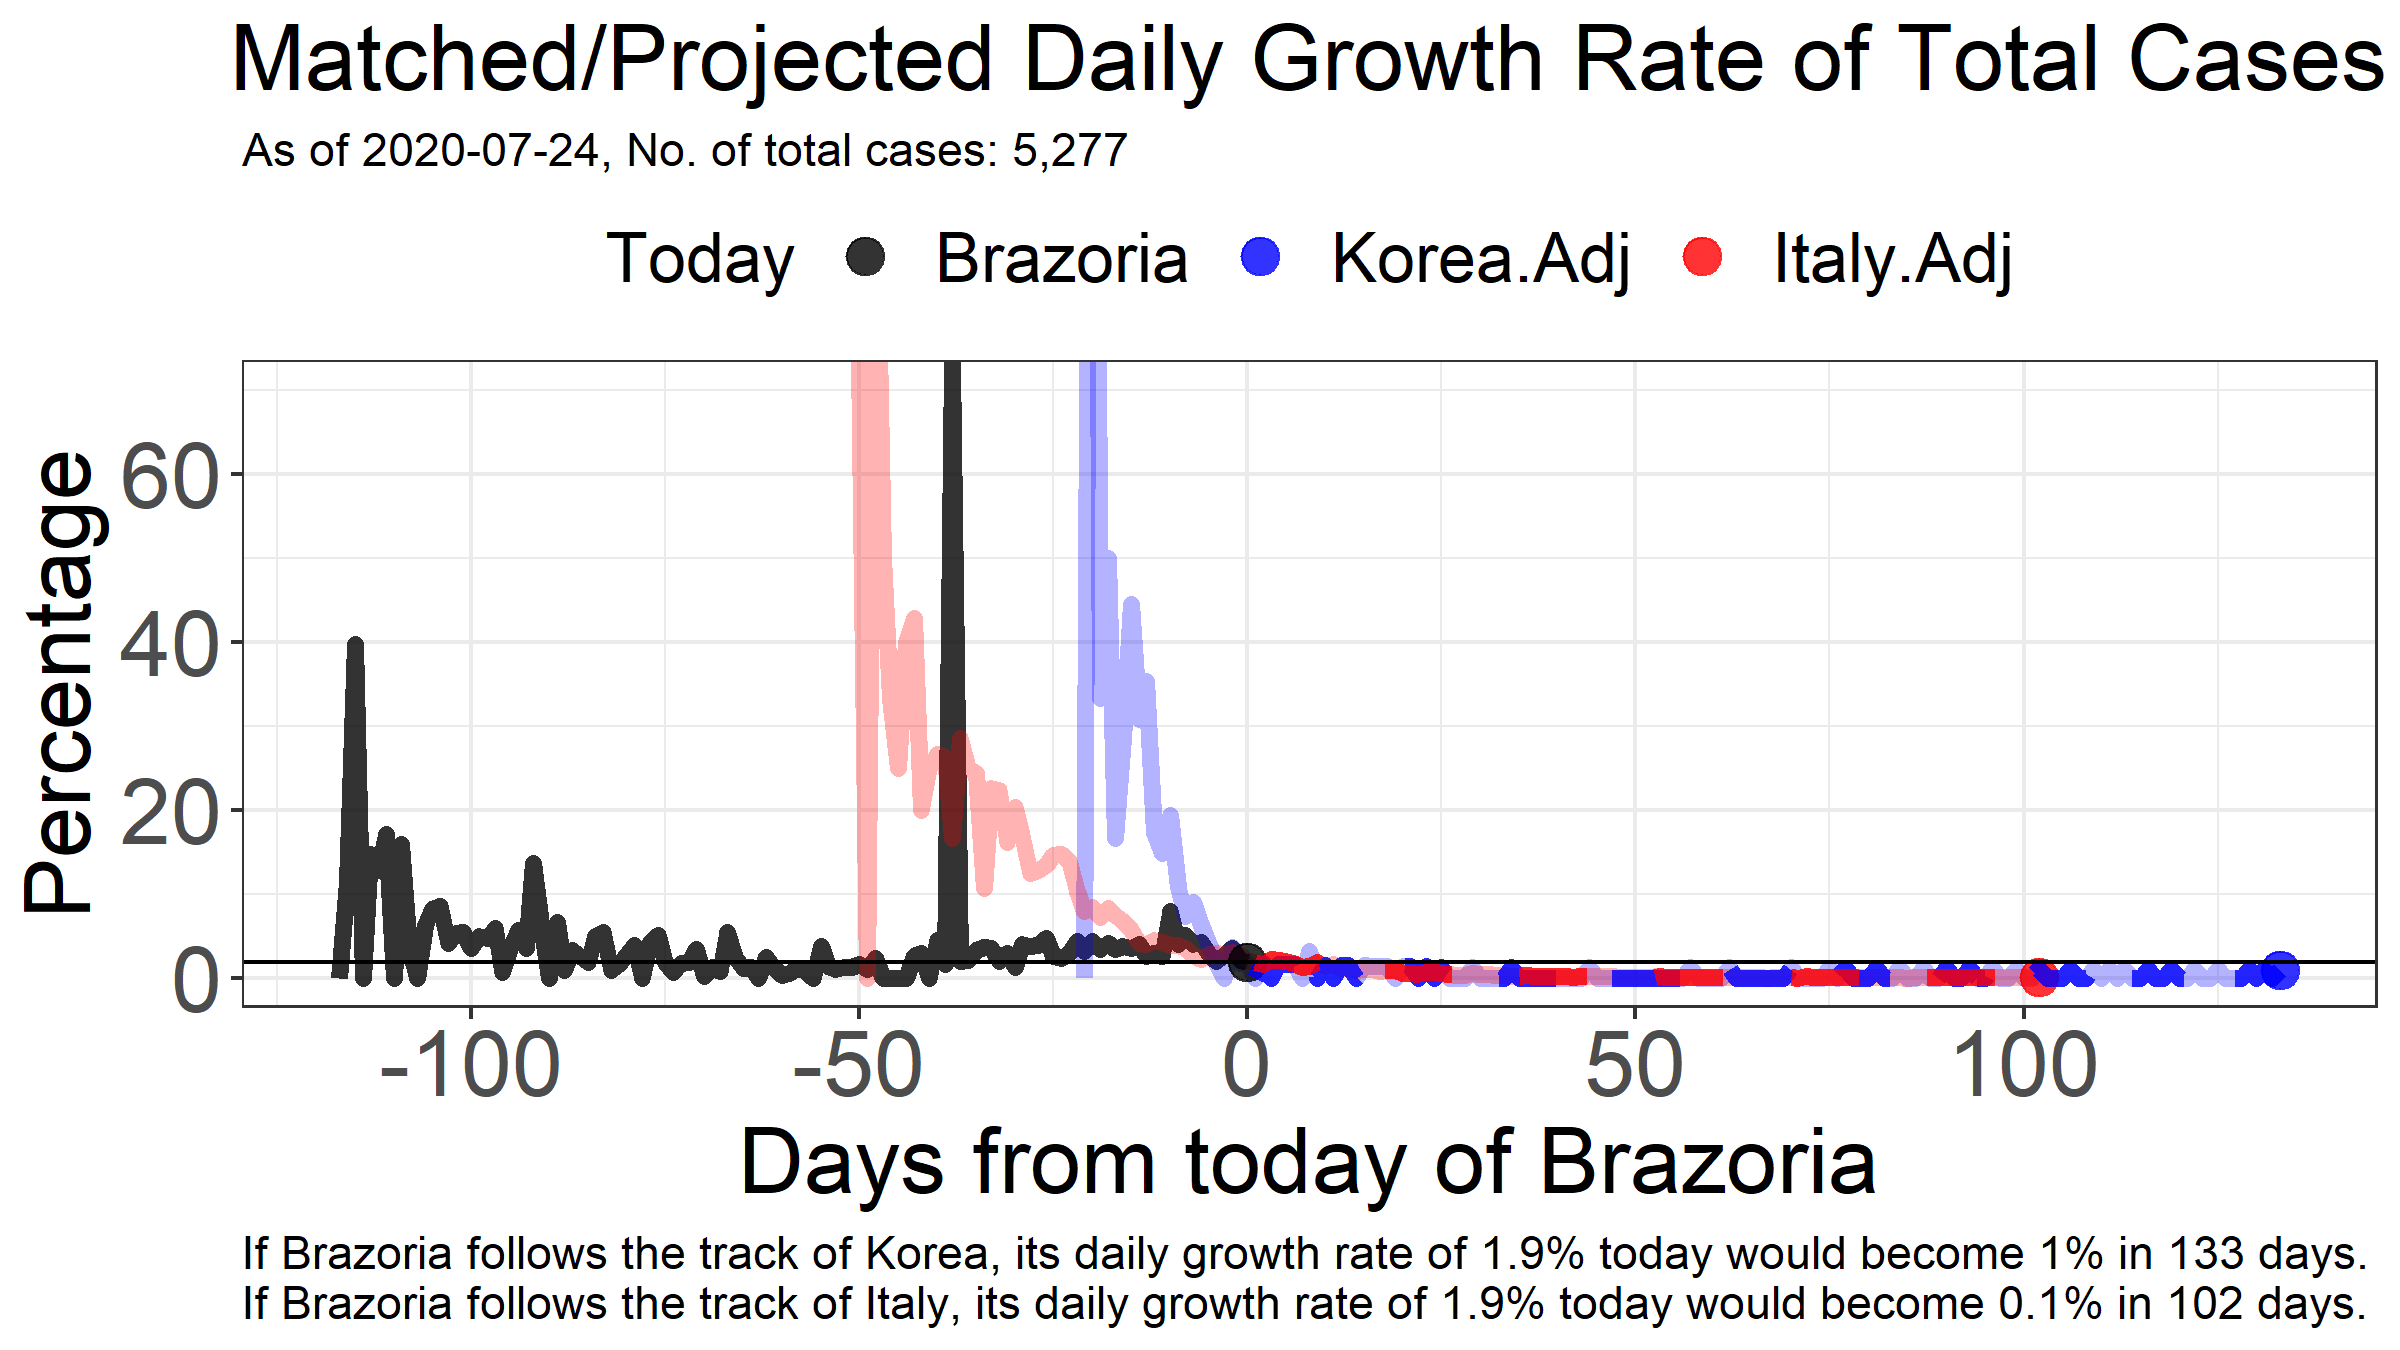 Matched/Projected Daily Growth Rate of Total Cases
As of 2020-07-24, No. of total cases: 5,277
Today Brazoria Korea.Adj Italy.Adj
Percentage
60
40
20
0
-100 -50 0 50 100
Days from today of Brazoria
If Brazoria follows the track of Korea, its daily growth rate of 1.9% today would become 1% in 133 days.
If Brazoria follows the track of Italy, its daily growth rate of 1.9% today would become 0.1% in 102 days.